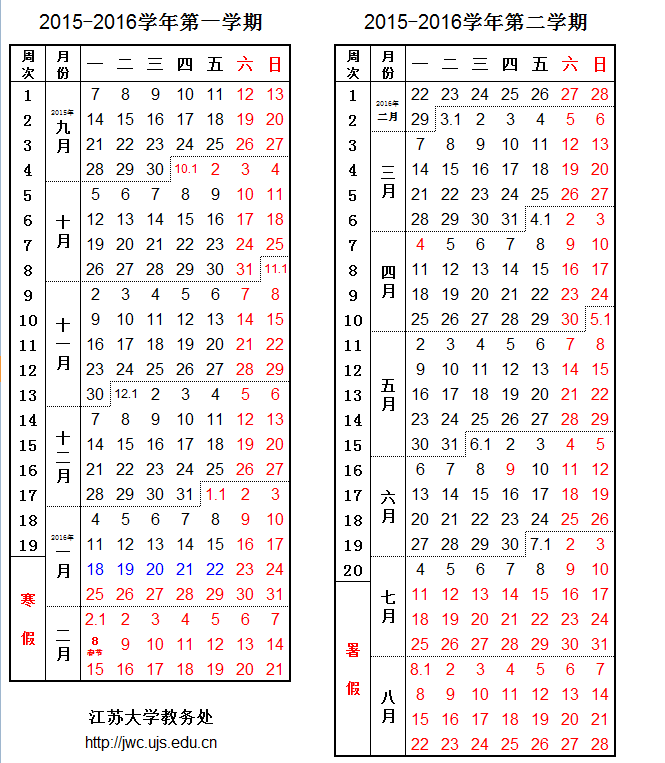 2015-2016学年第一学期
周次 月份 一 二 三 四 五 六 日
1 2015年九月 7 8 9 10 11 12 13
2 14 15 16 17 18 19 20
3 21 22 23 24 25 26 27
4 28 29 30 10.1 2 3 4
5 十月 5 6 7 8 9 10 11
6 12 13 14 15 16 17 18
7 19 20 21 22 23 24 25
8 26 27 28 29 30 31 11.1
9 十一月 2 3 4 5 6 7 8
10 9 10 11 12 13 14 15
11 16 17 18 19 20 21 22
12 23 24 25 26 27 28 29
13 30 12.1 2 3 4 5 6
14 十二月 7 8 9 10 11 12 13
15 14 15 16 17 18 19 20
16 21 22 23 24 25 26 27
17 28 29 30 31 1.1 2 3
18 2016年一月 4 5 6 7 8 9 10
19 11 12 13 14 15 16 17
寒假 18 19 20 21 22 23 24
25 26 27 28 29 30 31
二月 2.1 2 3 4 5 6 7
8春节 9 10 11 12 13 14
15 16 17 18 19 20 21
江苏大学教务处
http://jwc.ujs.edu.cn
2015-2016学年第二学期
周次 月份 一 二 三 四 五 六 日
1 2016年二月 22 23 24 25 26 27 28
2 29 3.1 2 3 4 5 6
3 三月 7 8 9 10 11 12 13
4 14 15 16 17 18 19 20
5 21 22 23 24 25 26 27
6 28 29 30 31 4.1 2 3
7 四月 4 5 6 7 8 9 10
8 11 12 13 14 15 16 17
9 18 19 20 21 22 23 24
10 25 26 27 28 29 30 5.1
11 五月 2 3 4 5 6 7 8
12 9 10 11 12 13 14 15
13 16 17 18 19 20 21 22
14 23 24 25 26 27 28 29
15 30 31 6.1 2 3 4 5
16 六月 6 7 8 9 10 11 12
17 13 14 15 16 17 18 19
18 20 21 22 23 24 25 26
19 27 28 29 30 7.1 2 3
20 七月 4 5 6 7 8 9 10
暑假 11 12 13 14 15 16 17
18 19 20 21 22 23 24
25 26 27 28 29 30 31
八月 8.1 2 3 4 5 6 7
8 9 10 11 12 13 14
15 16 17 18 19 20 21
22 23 24 25 26 27 28